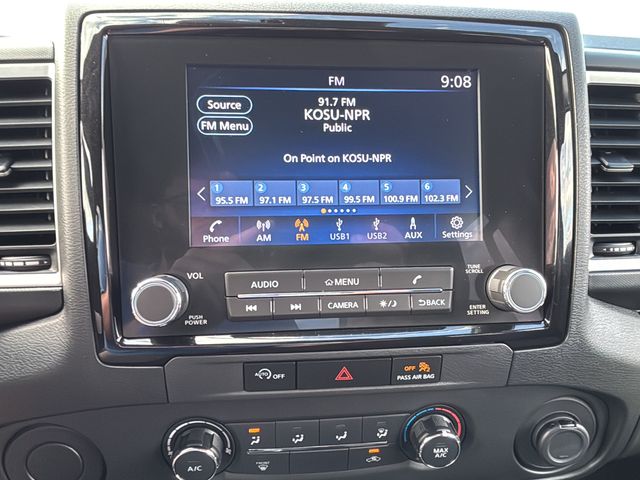 FM
9:08
Source
91.7 FM
KOSU-NPR
FM Menu
Public
On Point on KOSU-NPR
1 2 3 4 5 6
95.5 FM 97.1 FM 97.5 FM 99.5 FM 100.9 FM 102.3 FM
Phone AM FM USB1 USB2 AUX Settings
VOL
AUDIO MENU
TUNE
SCROLL
PUSH
POWER
CAMERA BACK
ENTER
SETTING
AUTO OFF
OFF
PASS AIR BAG
A/C
FRONT
MAX
A/C